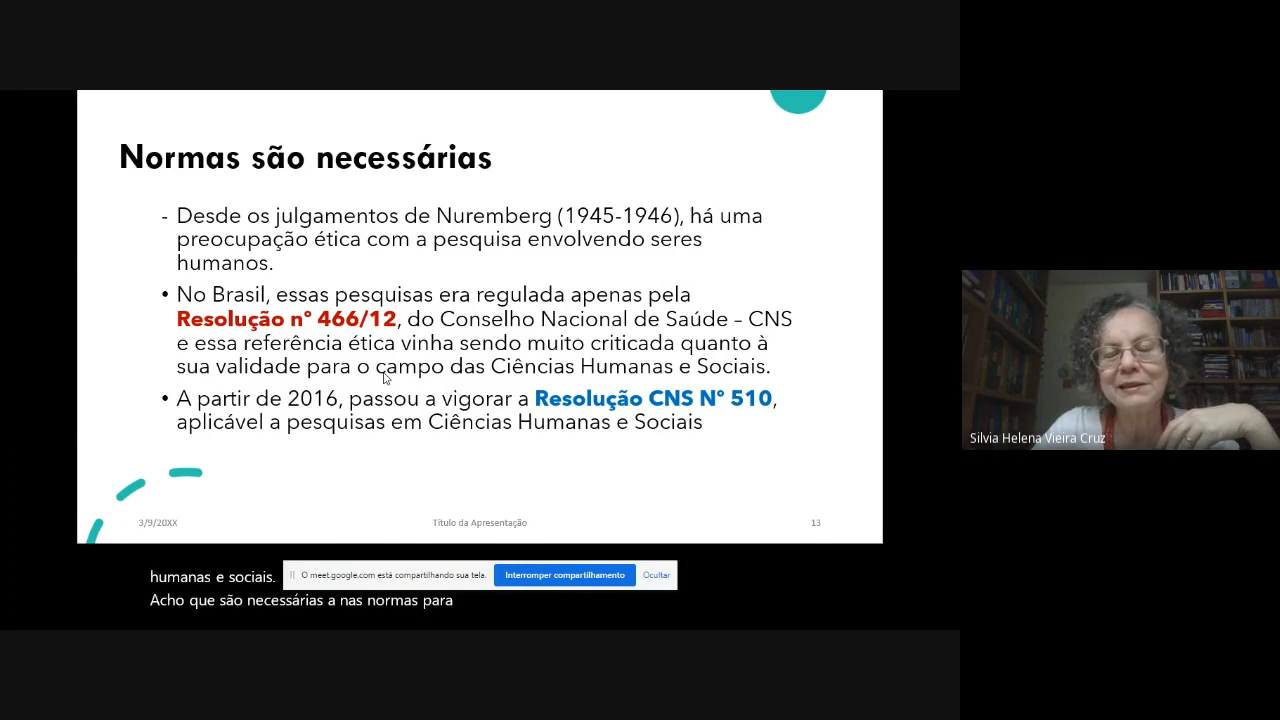 Normas são necessárias
- Desde os julgamentos de Nuremberg (1945-1946), há uma
preocupação ética com a pesquisa envolvendo seres
humanos.
• No Brasil, essas pesquisas era regulada apenas pela
Resolução nº 466/12, do Conselho Nacional de Saúde – CNS
e essa referência ética vinha sendo muito criticada quanto à
sua validade para o campo das Ciências Humanas e Sociais.
• A partir de 2016, passou a vigorar a Resolução CNS Nº 510,
aplicável a pesquisas em Ciências Humanas e Sociais
3/9/20XX
Título da Apresentação
13
Silvia Helena Vieira Cruz
humanas e sociais.
O meet.google.com está compartilhando sua tela.
Interromper compartilhamento
Ocultar
Acho que são necessárias a nas normas para